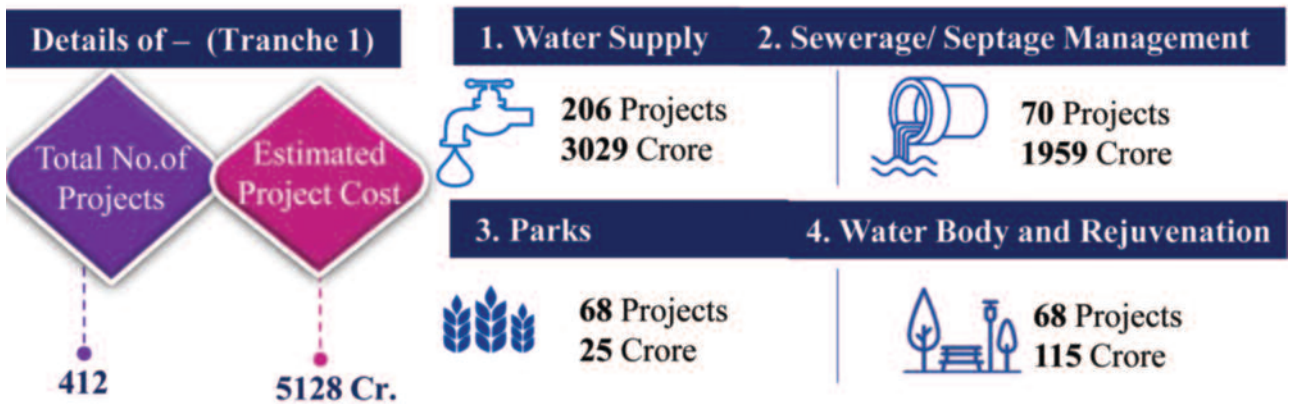 Details of – (Tranche 1)
Total No.of
Projects
Estimated
Project Cost
412
5128 Cr.
1. Water Supply 2. Sewerage/ Septage Management
206 Projects
3029 Crore
70 Projects
1959 Crore
3. Parks 4. Water Body and Rejuvenation
68 Projects
25 Crore
68 Projects
115 Crore